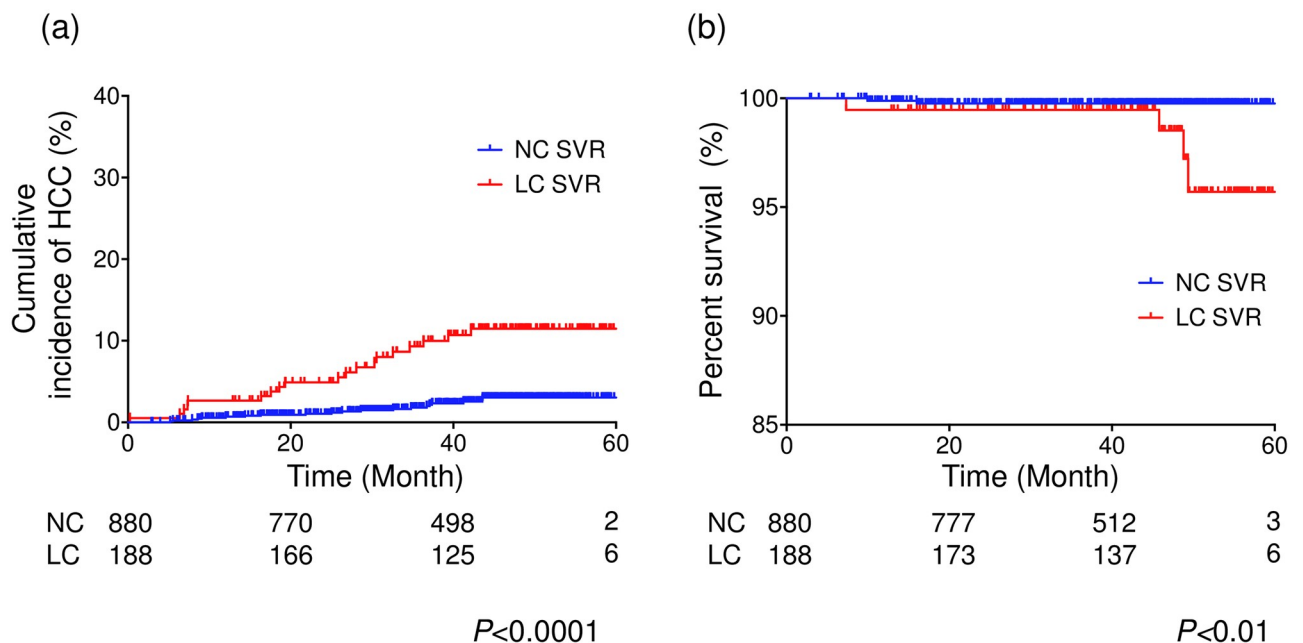 (a)
Cumulative
incidence of HCC (%)
40
30
20
10
0
NC SVR
LC SVR
0 20 40 60
Time (Month)
NC 880 770 498 2
LC 188 166 125 6
P<0.0001
(b)
Percent survival (%)
100
95
90
85
NC SVR
LC SVR
0 20 40 60
Time (Month)
NC 880 777 512 3
LC 188 173 137 6
P<0.01